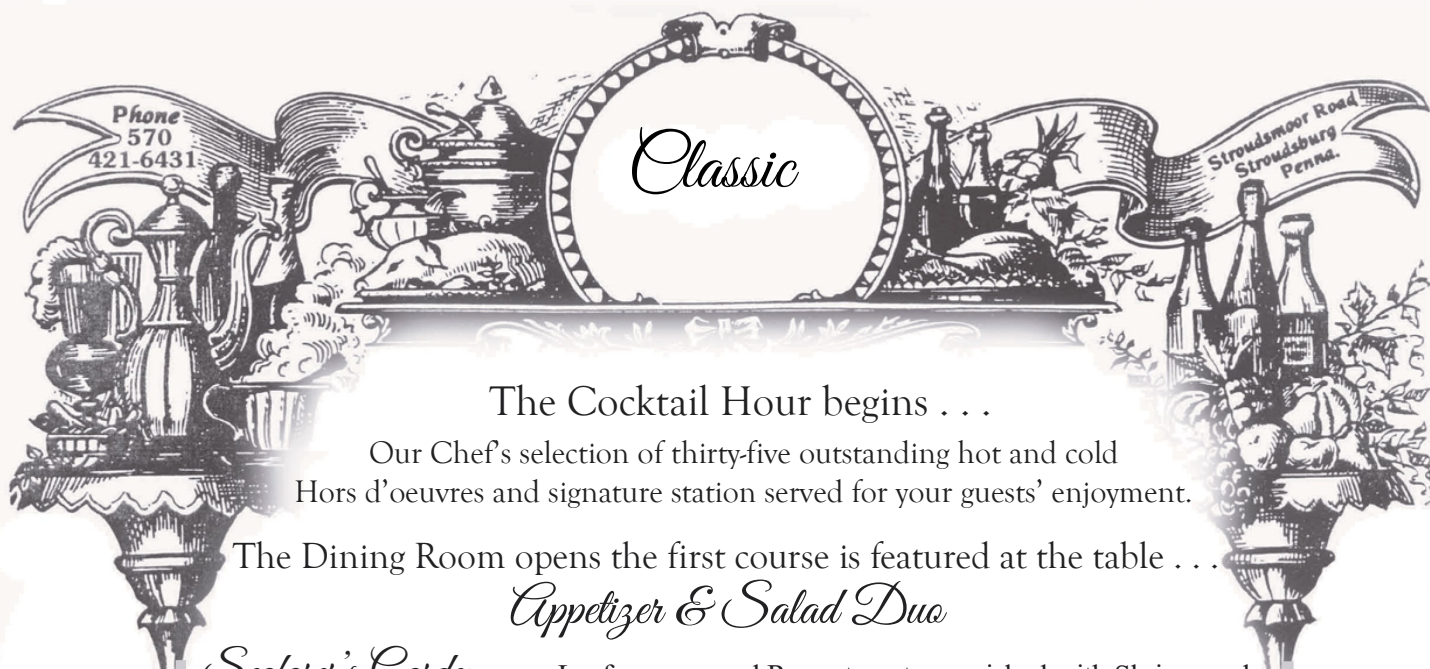 Phone
570
421-6431
Classic
Stroudsmoor Road
Stroudsburg
Penna.
The Cocktail Hour begins . . .
Our Chef's selection of thirty-five outstanding hot and cold
Hors d'oeuvres and signature station served for your guests' enjoyment.
The Dining Room opens the first course is featured at the table . . .
Appetizer & Salad Duo